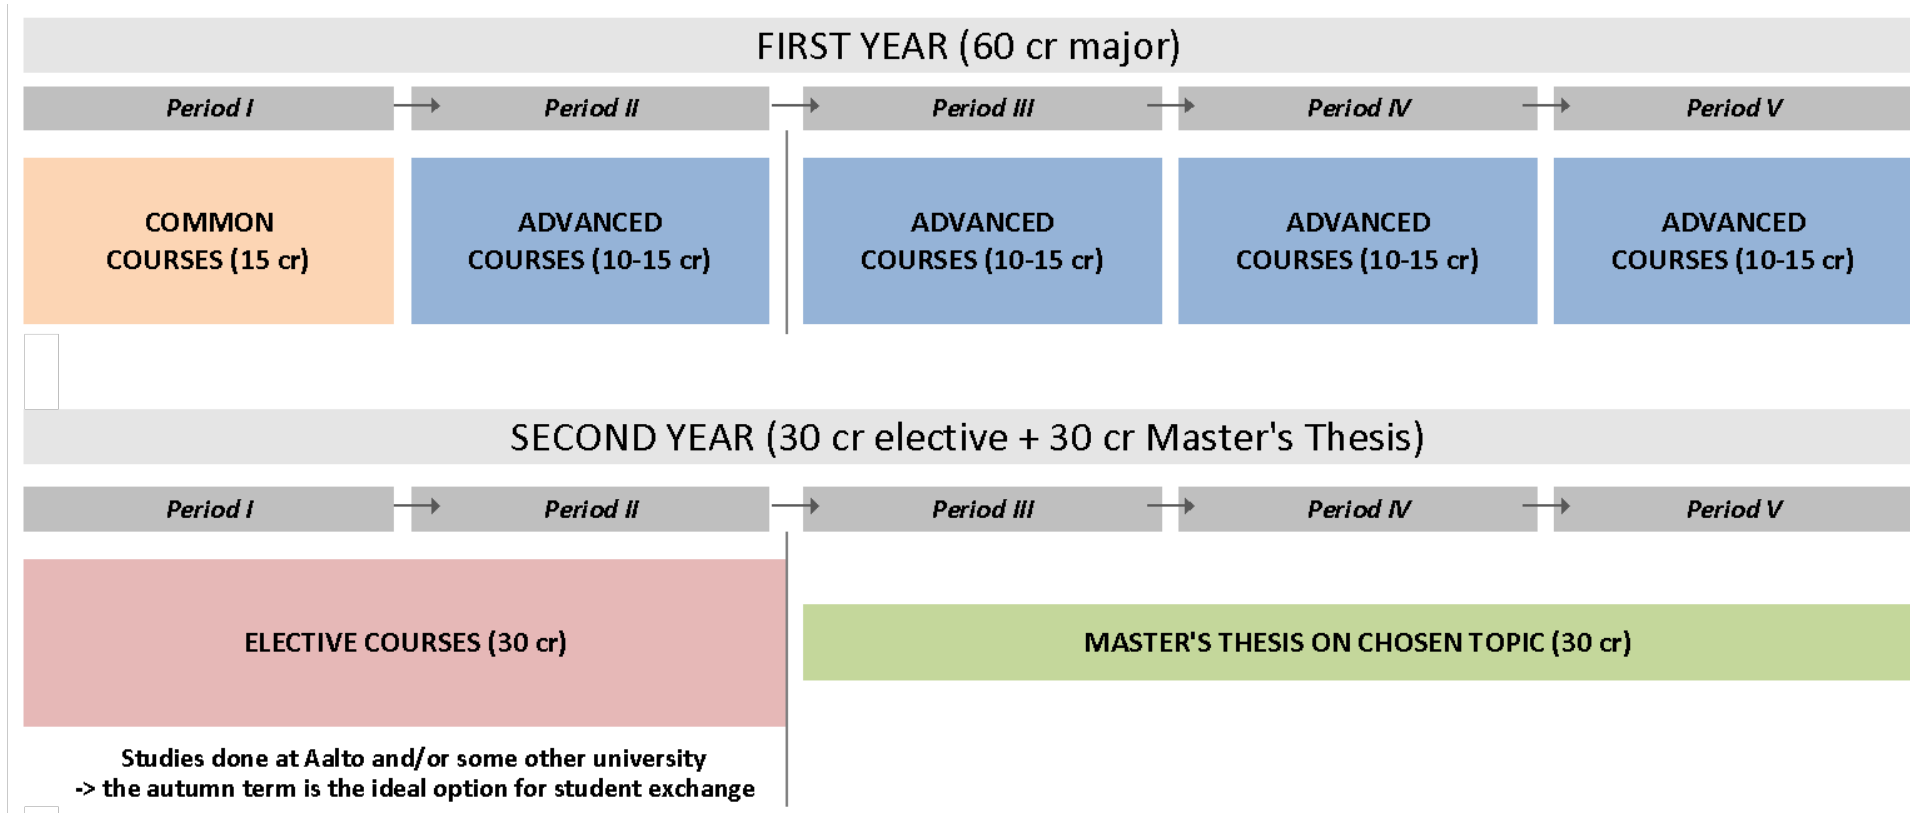 FIRST YEAR (60 cr major)
Period I
Period II
Period III
Period IV
Period V
COMMON
COURSES (15 cr)
ADVANCED
COURSES (10-15 cr)
ADVANCED
COURSES (10-15 cr)
ADVANCED
COURSES (10-15 cr)
ADVANCED
COURSES (10-15 cr)
SECOND YEAR (30 cr elective + 30 cr Master's Thesis)
Period I
Period II
Period III
Period IV
Period V
ELECTIVE COURSES (30 cr)
MASTER'S THESIS ON CHOSEN TOPIC (30 cr)
Studies done at Aalto and/or some other university
-> the autumn term is the ideal option for student exchange